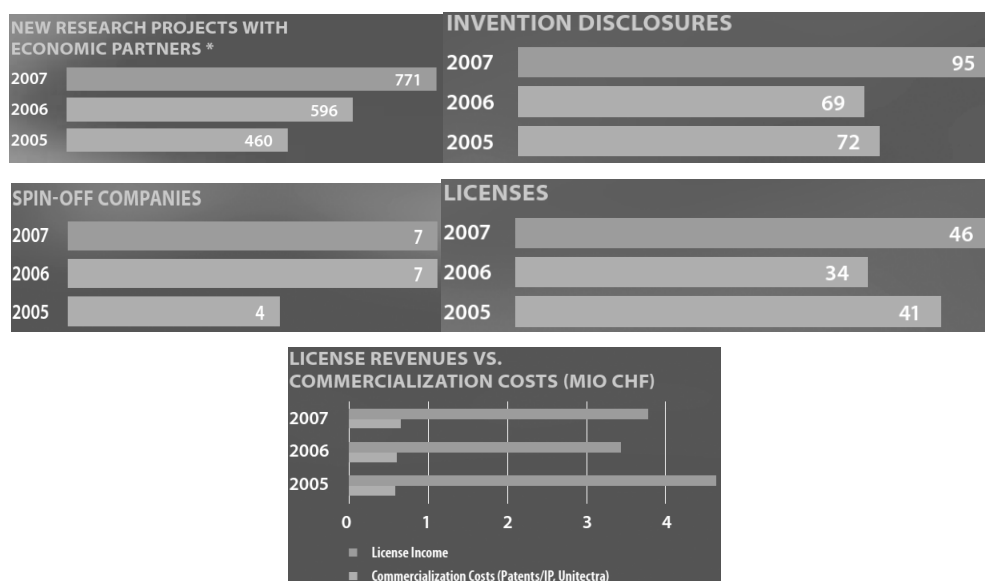 NEW RESEARCH PROJECTS WITH
ECONOMIC PARTNERS *
2007 771
2006 596
2005 460
INVENTION DISCLOSURES
2007 95
2006 69
2005 72
SPIN-OFF COMPANIES
2007 7
2006 7
2005 4
LICENSES
2007 46
2006 34
2005 41
LICENSE REVENUES VS.
COMMERCIALIZATION COSTS (MIO CHF)
2007
2006
2005
0 1 2 3 4
License Income
Commercialization Costs (Patents/IP, Unitectra)